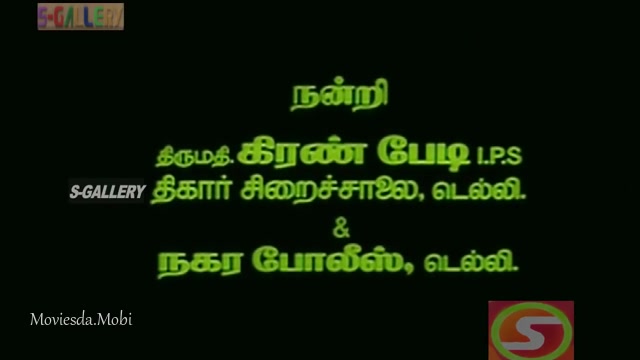 S-GALLERY
நன்றி
திருமதி. கிரண் பேடி I.P.S
S-GALLERY திகார் சிறைச்சாலை, டெல்லி.
&
நகர போலீஸ், டெல்லி.
Moviesda.Mobi
S